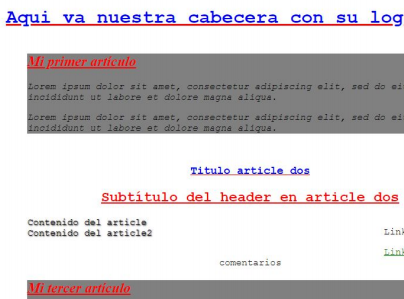 Aqui va nuestra cabecera con su log
Mi primer artículo
Lorem ipsum dolor sit amet, consectetur adipiscing elit, sed do ei
incididunt ut labore et dolore magna aliqua.
Lorem ipsum dolor sit amet, consectetur adipiscing elit, sed do ei
incididunt ut labore et dolore magna aliqua.
Titulo article dos
Subtítulo del header en article dos
Contenido del article
Contenido del article2
Lin
Link
comentarios
Mi tercer artículo